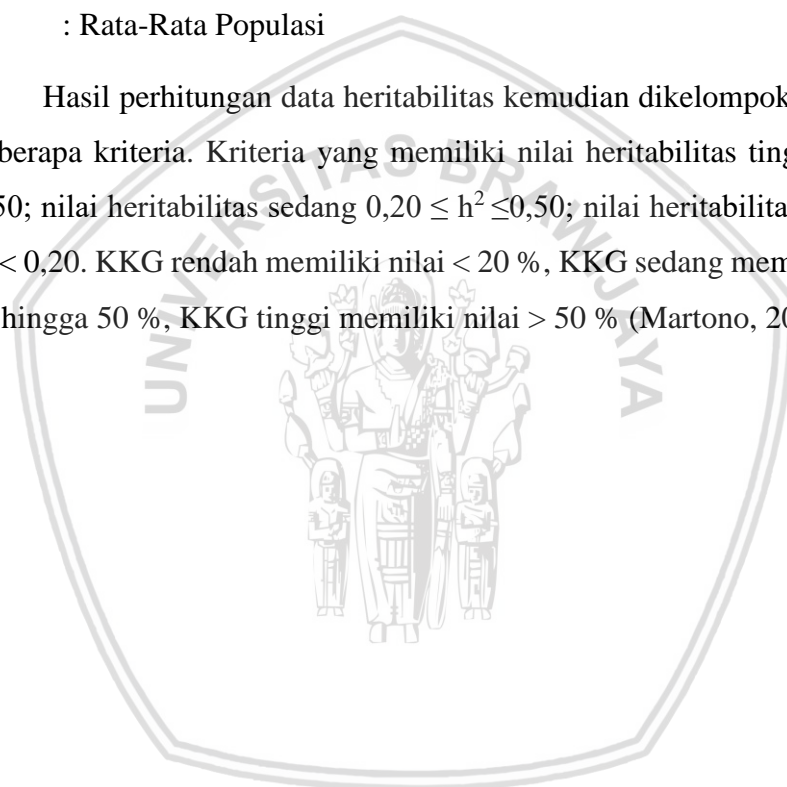 : Rata-Rata Populasi
Hasil perhitungan data heritabilitas kemudian dikelompok
berapa kriteria. Kriteria yang memiliki nilai heritabilitas ting
50; nilai heritabilitas sedang 0,20 ≤ h² ≤0,50; nilai heritabilita
< 0,20. KKG rendah memiliki nilai < 20 %, KKG sedang mem
hingga 50 %, KKG tinggi memiliki nilai > 50 % (Martono, 20
UNIVERSITAS BRAWIJAYA